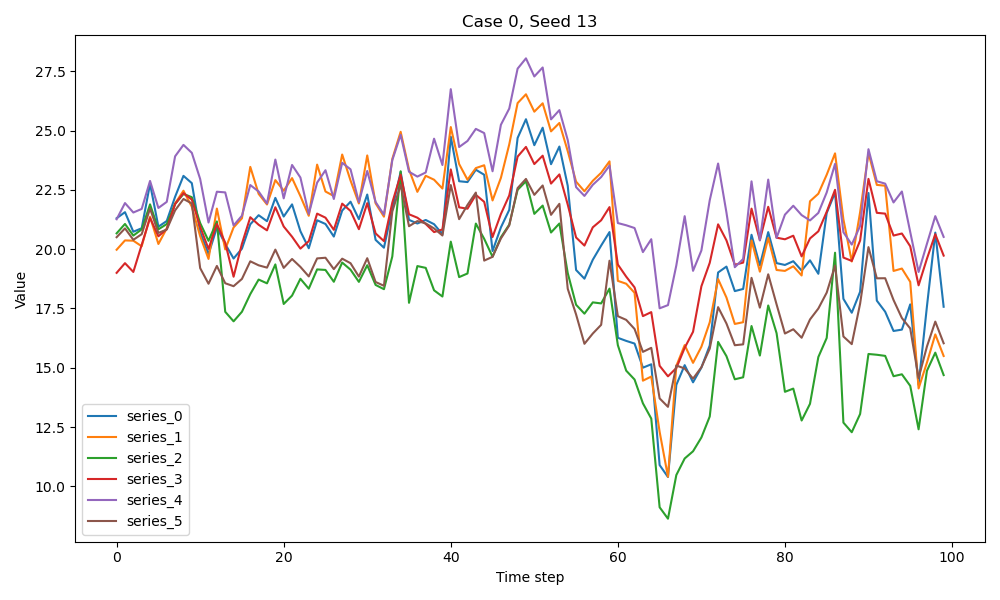 Case 0, Seed 13
Value
27.5
25.0
22.5
20.0
17.5
15.0
12.5
10.0
series_0
series_1
series_2
series_3
series_4
series_5
0 20 40 60 80 100
Time step